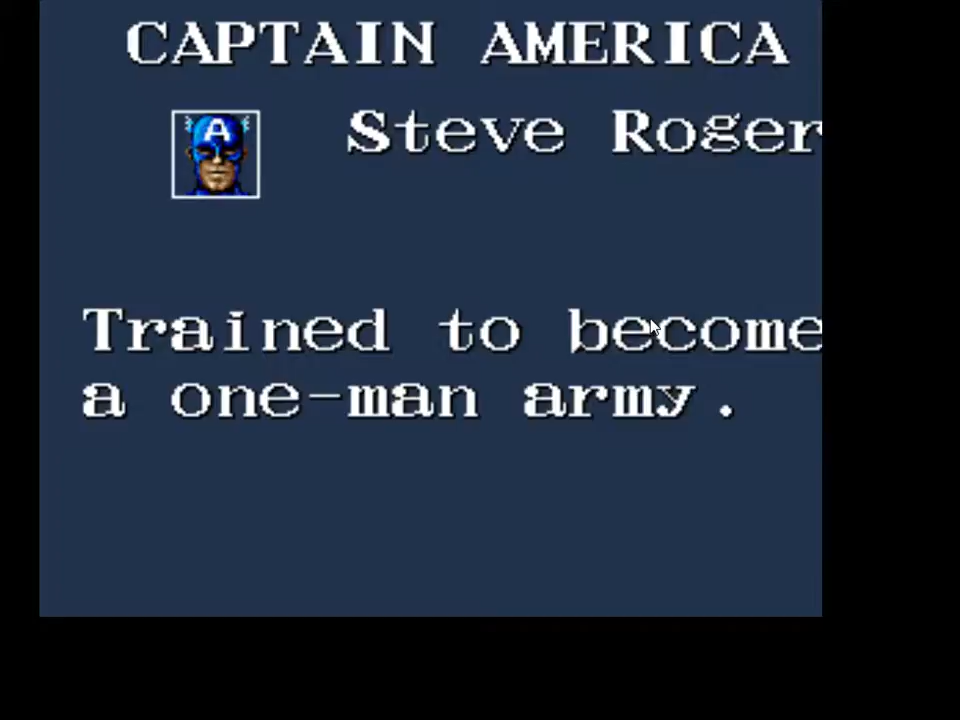 CAPTAIN AMERICA
Steve Roger
Trained to become
a one-man army.